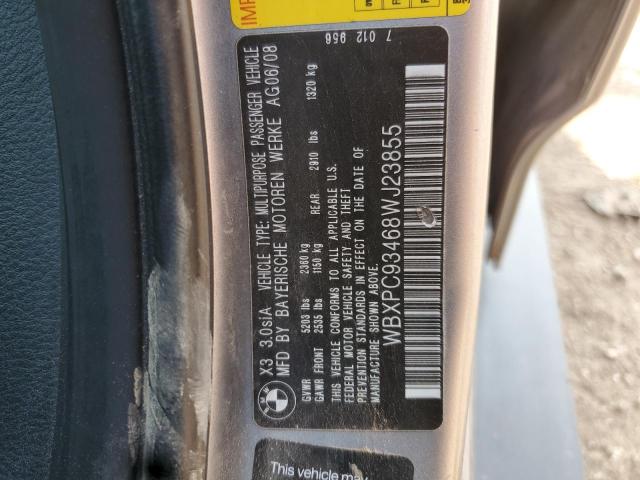 IMP
7 012 956
X3 3.0siA VEHICLE TYPE: MULTIPURPOSE PASSENGER VEHICLE
MFD BY BAYERISCHE MOTOREN WERKE AG06/08
GVWR 5203 lbs 2360 kg
GAWR FRONT 2535 lbs 1150 kg REAR 2910 lbs 1320 kg
THIS VEHICLE CONFORMS TO ALL APPLICABLE U.S.
FEDERAL MOTOR VEHICLE SAFETY AND THEFT
PREVENTION STANDARDS IN EFFECT ON THE DATE OF
MANUFACTURE SHOWN ABOVE.
WBXPC93468WJ23855
This vehicle may